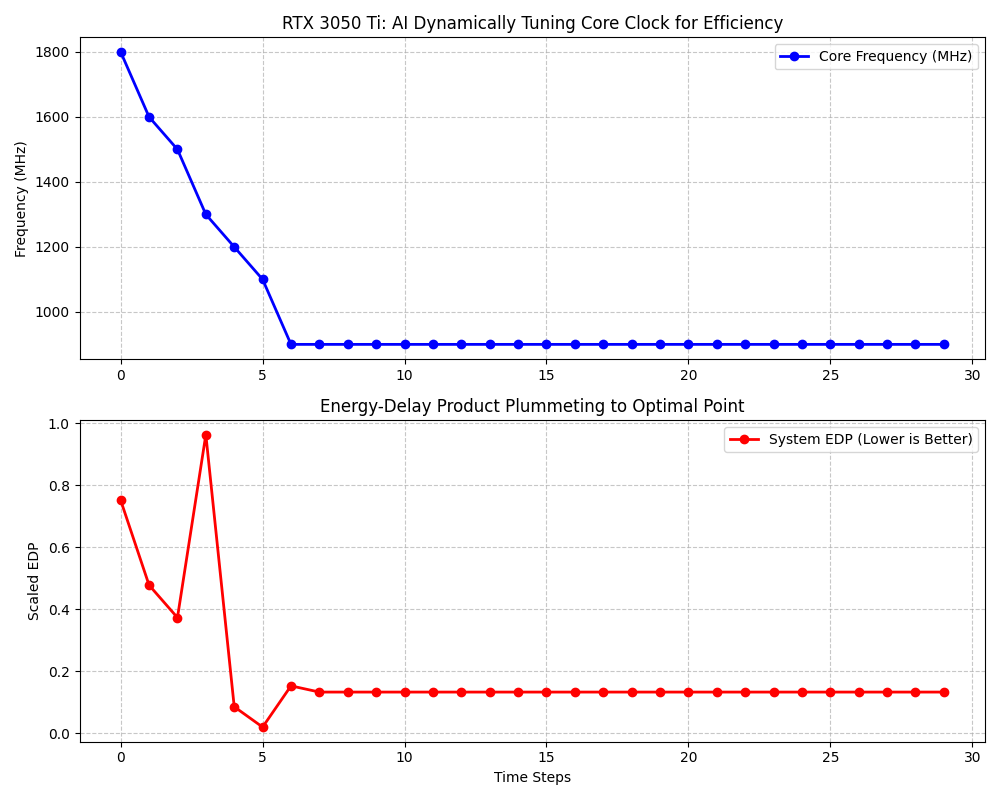 RTX 3050 Ti: AI Dynamically Tuning Core Clock for Efficiency
Core Frequency (MHz)
Frequency (MHz)
1800
1600
1400
1200
1000
0 5 10 15 20 25 30
Energy-Delay Product Plummeting to Optimal Point
System EDP (Lower is Better)
Scaled EDP
1.0
0.8
0.6
0.4
0.2
0.0
0 5 10 15 20 25 30
Time Steps